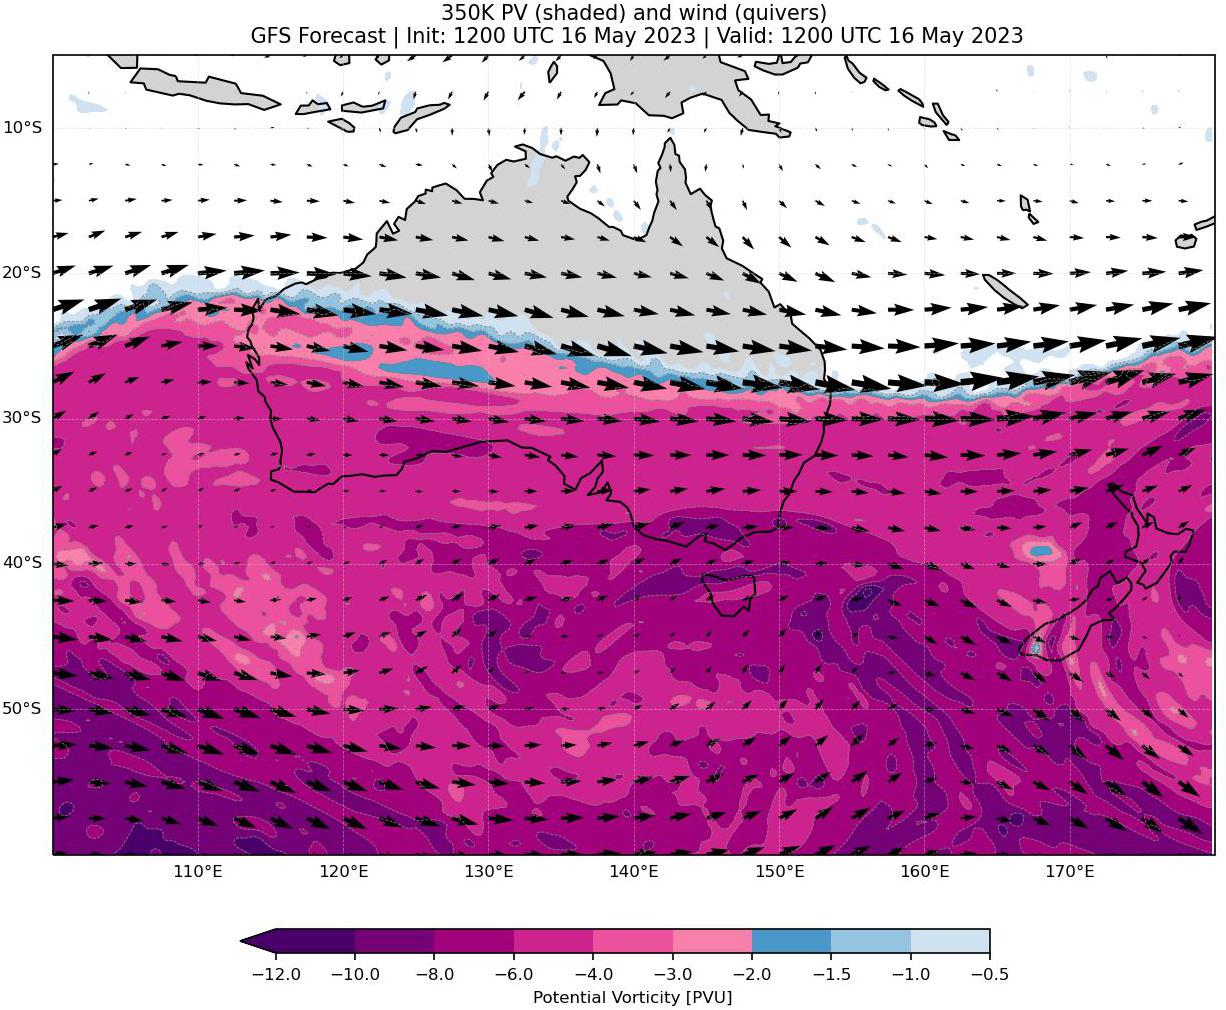 350K PV (shaded) and wind (quivers)
GFS Forecast | Init: 1200 UTC 16 May 2023 | Valid: 1200 UTC 16 May 2023
10°S
20°S
30°S
40°S
50°S
110°E 120°E 130°E 140°E 150°E 160°E 170°E
−12.0 −10.0 −8.0 −6.0 −4.0 −3.0 −2.0 −1.5 −1.0 −0.5
Potential Vorticity [PVU]